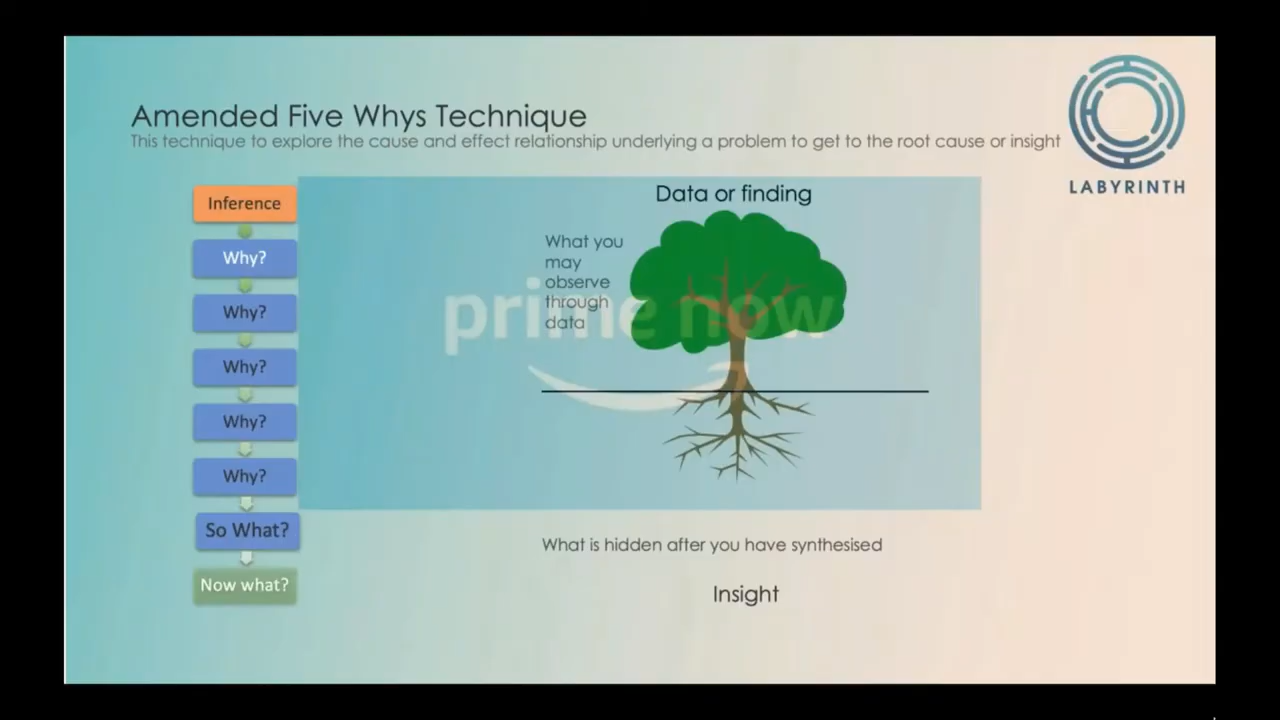 Amended Five Whys Technique
This technique to explore the cause and effect relationship underlying a problem to get to the root cause or insight
LABYRINTH
Inference
Why?
Why?
Why?
Why?
Why?
So What?
Now what?
Data or finding
What you
may
observe
through
data
prime now
What is hidden after you have synthesised
Insight